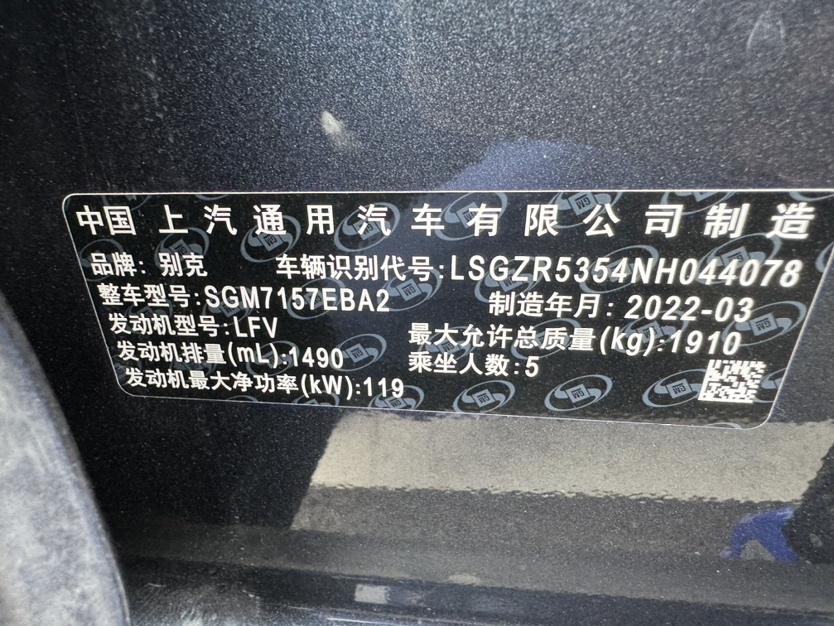 中国上汽通用汽车有限公司制造
品牌: 别克 车辆识别代号:LSGZR5354NH044078
整车型号:SGM7157EBA2 制造年月: 2022-03
发动机型号:LFV 最大允许总质量(kg):1910
发动机排量(mL):1490 乘坐人数:5
发动机最大净功率(kW):119